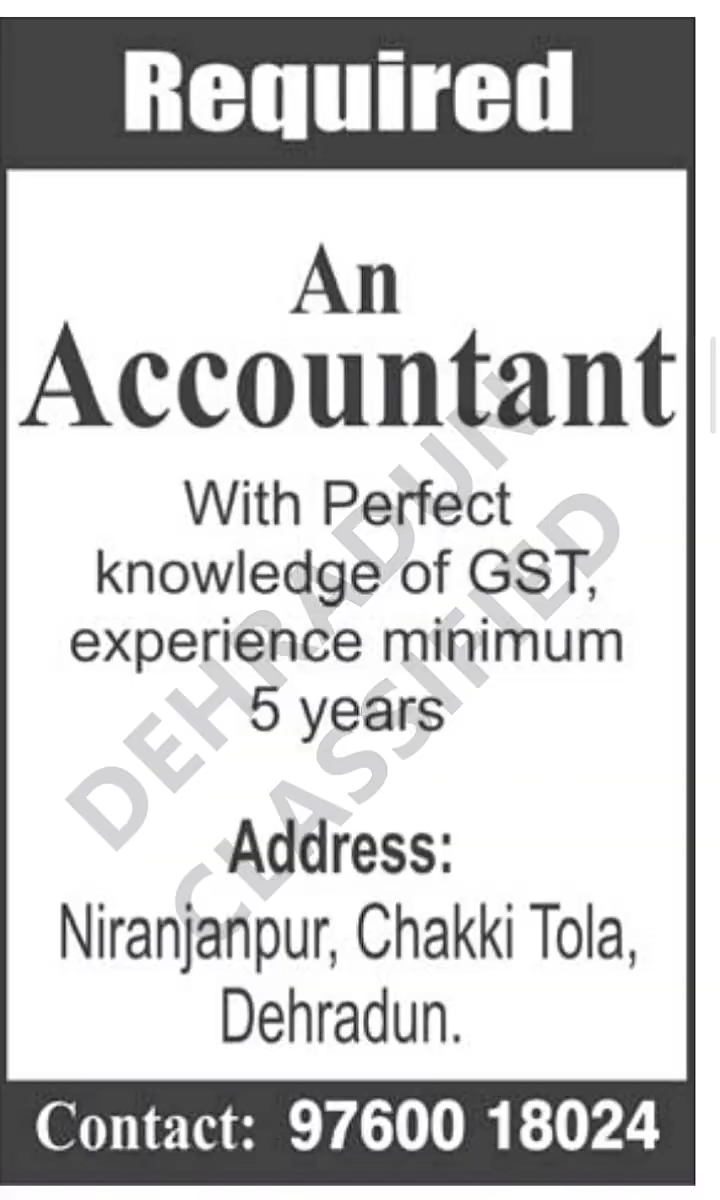 Required
An
Accountant
With Perfect
knowledge of GST,
experience minimum
5 years
Address:
Niranjanpur, Chakki Tola,
Dehradun.
Contact: 97600 18024
DEHRADUN
CLASSIFIED